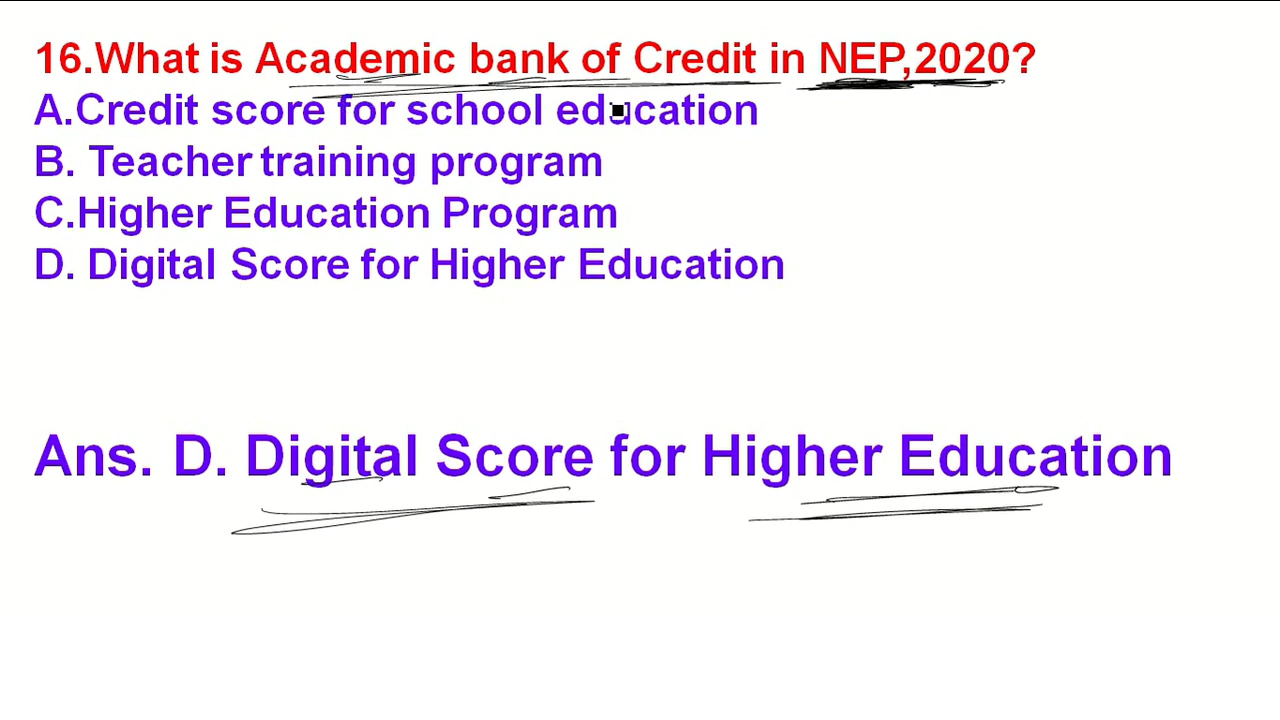 16.What is Academic bank of Credit in NEP,2020?
A.Credit score for school education
B. Teacher training program
C.Higher Education Program
D. Digital Score for Higher Education
Ans. D. Digital Score for Higher Education